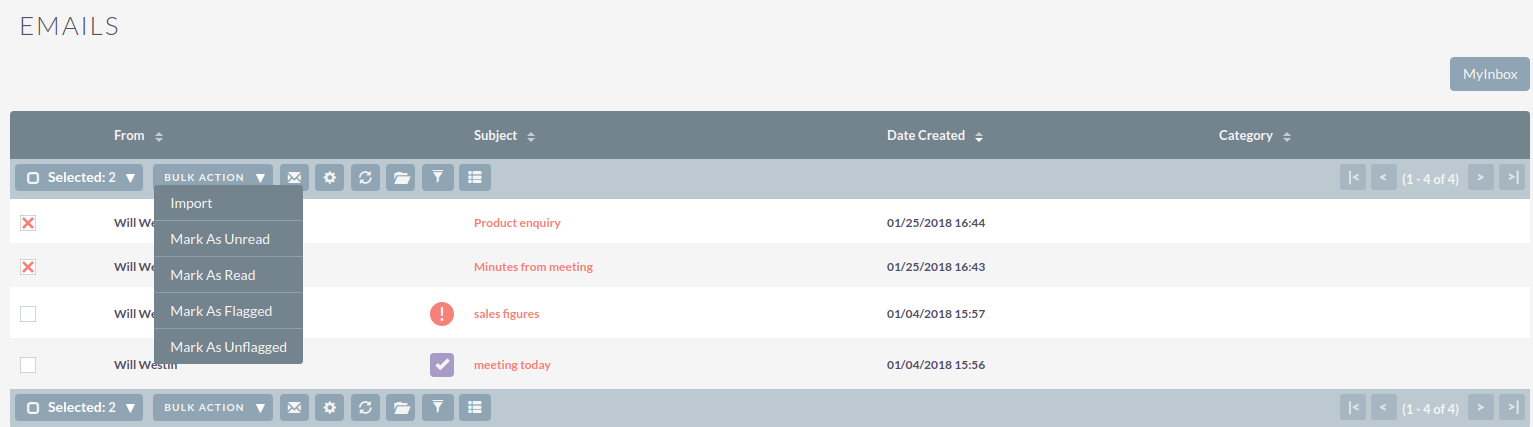 EMAILS
MyInbox
From Subject Date Created Category
Selected: 2 BULK ACTION (1 - 4 of 4)
Import
Will We Product enquiry 01/25/2018 16:44
Mark As Unread
Will We Minutes from meeting 01/25/2018 16:43
Mark As Read
Mark As Flagged
Will We sales figures 01/04/2018 15:57
Mark As Unflagged
Will Westin meeting today 01/04/2018 15:56
Selected: 2 BULK ACTION (1 - 4 of 4)